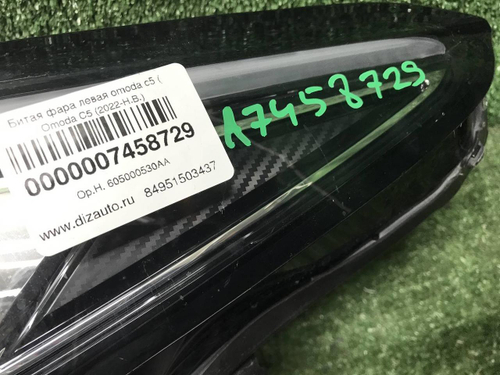 Битая фара левая omoda c5 (
Omoda C5 (2022-Н.В.)
0000007458729
Ор.Н. 605000530AA
www.dizauto.ru 84951503437
A7458729